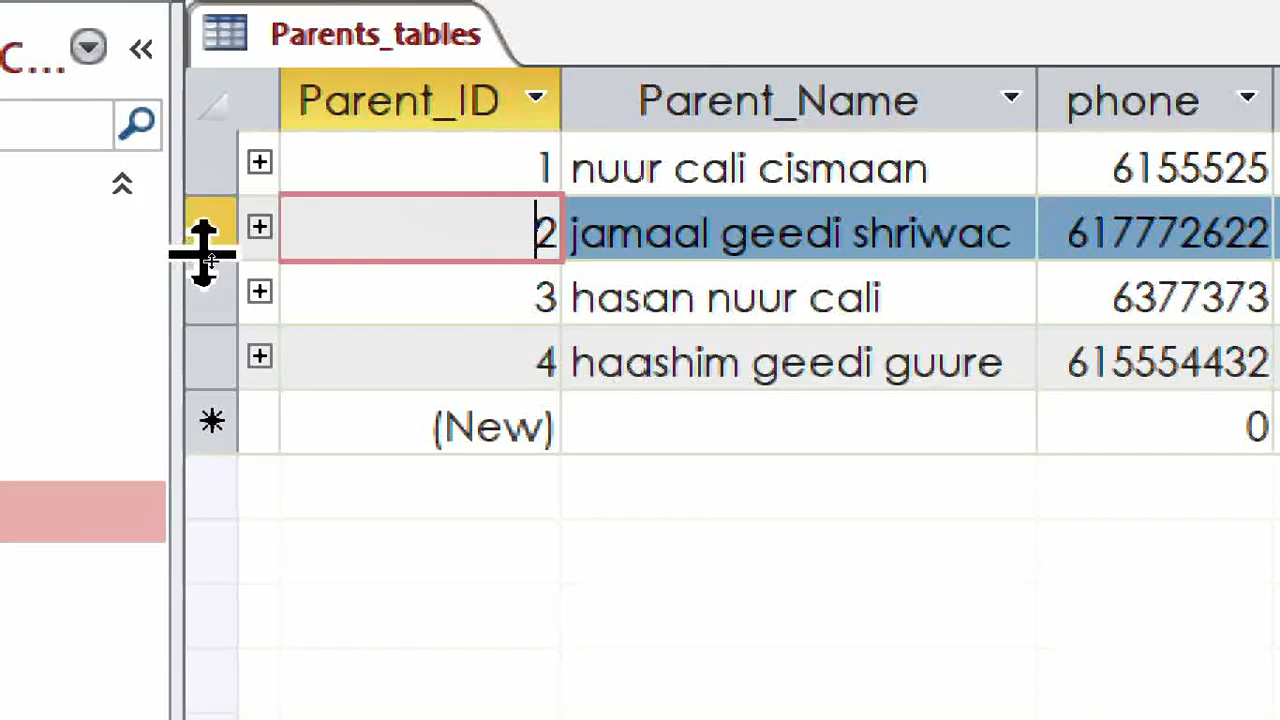 C...
Parents_tables
Parent_ID Parent_Name phone
1 nuur cali cismaan 6155525
2 jamaal geedi shriwac 617772622
3 hasan nuur cali 6377373
4 haashim geedi guure 615554432
(New) 0